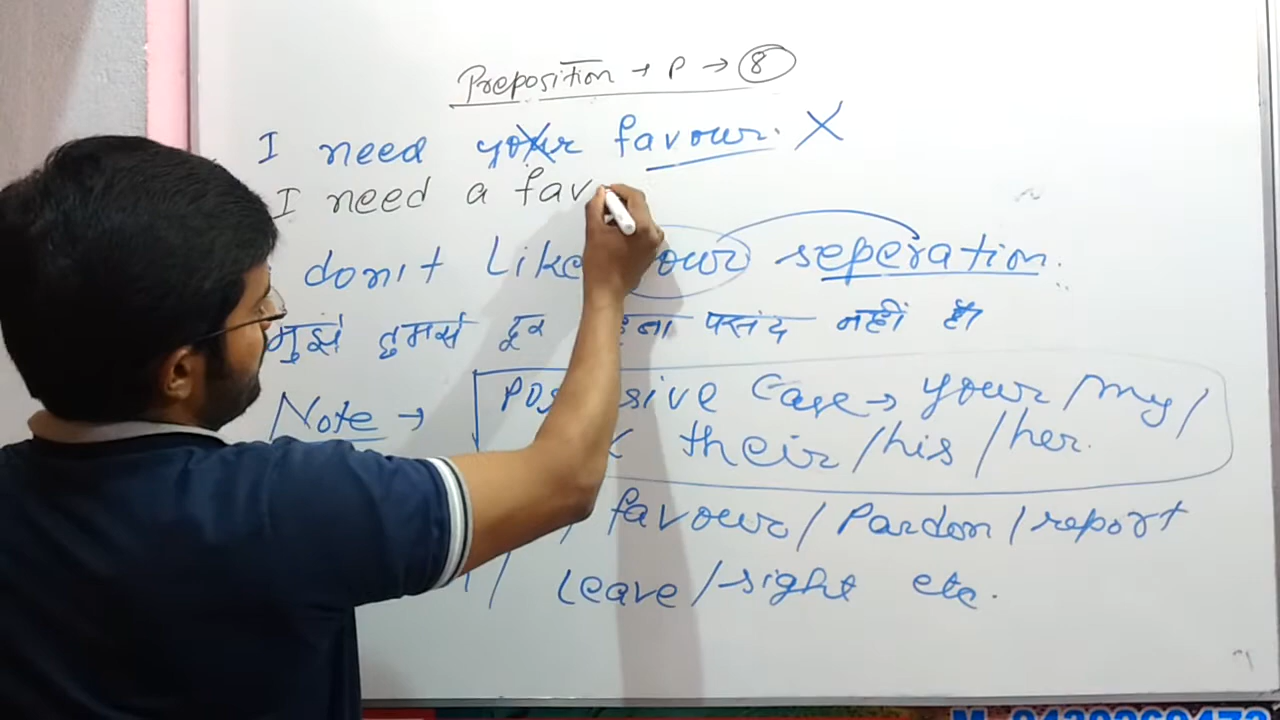 Preposition → P → 8
I need your favour. X
I need a fav
don't Like your seperation.
मुझे तुमसे दूर पसंद नहीं है।
Note → Possessive Case → your / my /
X their / his / her.
/ favour / Pardon / report
/ leave / sight etc.